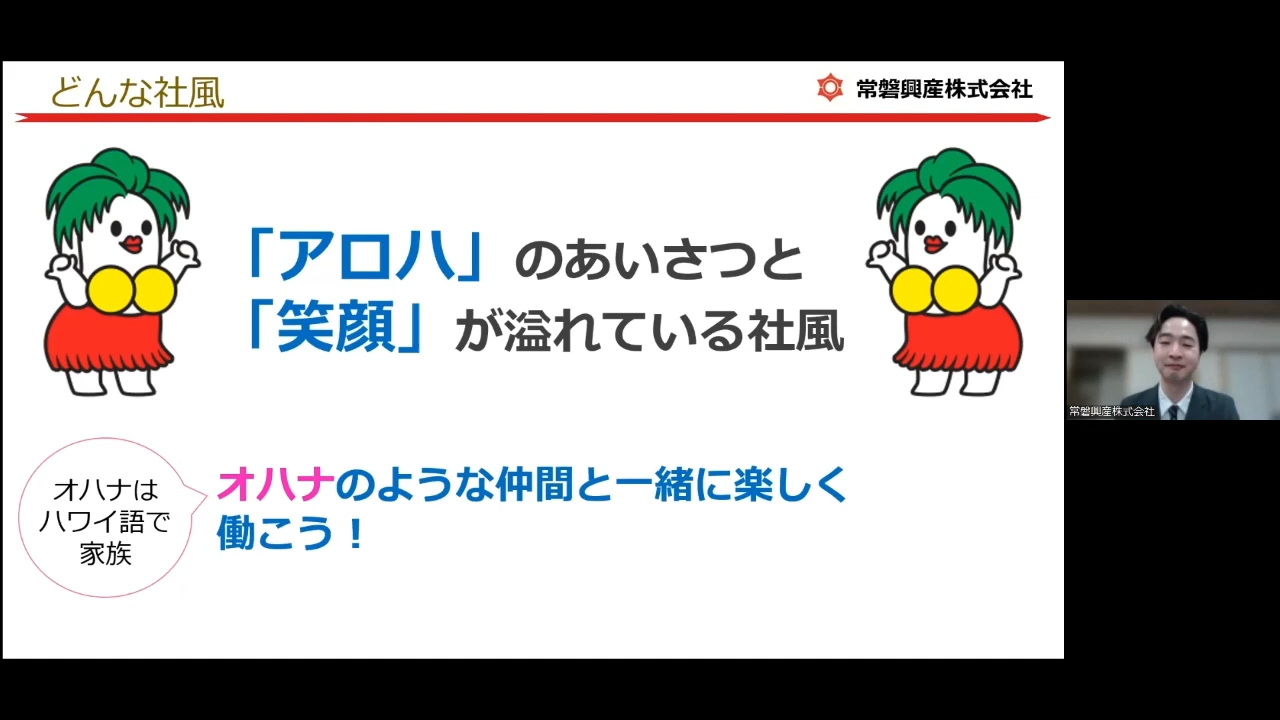 どんな社風
常磐興産株式会社
「アロハ」のあいさつと
「笑顔」が溢れている社風
オハナは
ハワイ語で
家族
オハナのような仲間と一緒に楽しく
働こう！
常磐興産株式会社